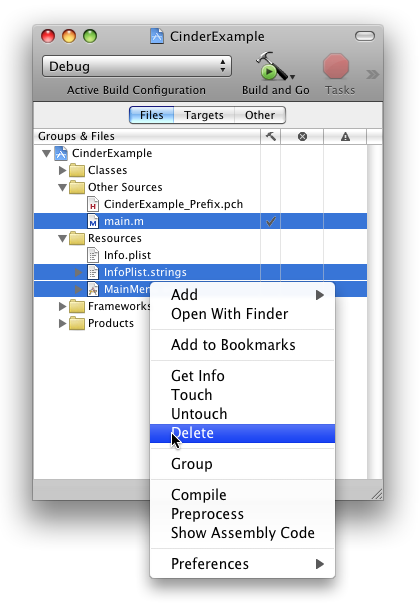 CinderExample
Debug
Active Build Configuration
Build and Go
Tasks
Files Targets Other
Groups & Files
CinderExample
Classes
Other Sources
CinderExample_Prefix.pch
main.m
Resources
Info.plist
InfoPlist.strings
MainMen
Frameworks
Products
Add
Open With Finder
Add to Bookmarks
Get Info
Touch
Untouch
Delete
Group
Compile
Preprocess
Show Assembly Code
Preferences